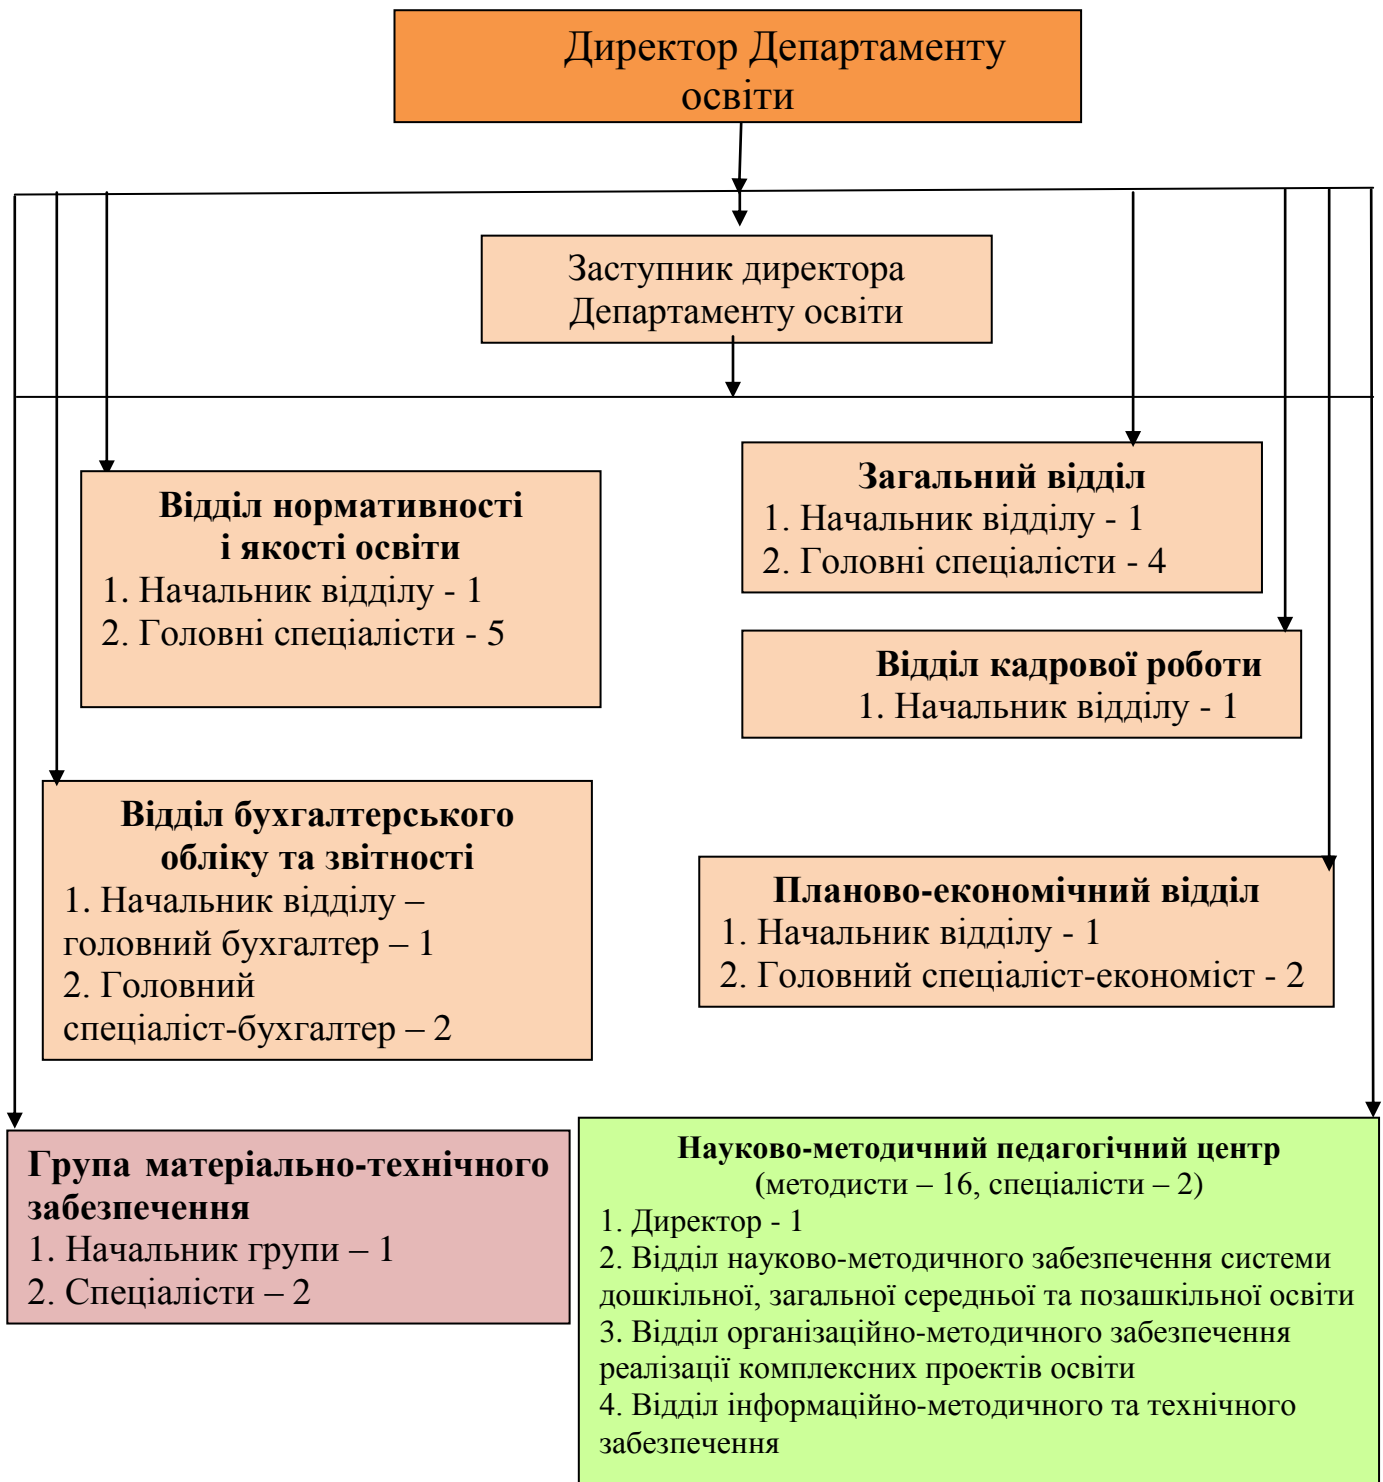 Директор Департаменту
освіти
Заступник директора
Департаменту освіти
Відділ нормативності
і якості освіти
1. Начальник відділу - 1
2. Головні спеціалісти - 5
Загальний відділ
1. Начальник відділу - 1
2. Головні спеціалісти - 4
Відділ кадрової роботи
1. Начальник відділу - 1
Відділ бухгалтерського
обліку та звітності
1. Начальник відділу –
головний бухгалтер – 1
2. Головний
спеціаліст-бухгалтер – 2
Планово-економічний відділ
1. Начальник відділу - 1
2. Головний спеціаліст-економіст - 2
Група матеріально-технічного
забезпечення
1. Начальник групи – 1
2. Спеціалісти – 2
Науково-методичний педагогічний центр
(методисти – 16, спеціалісти – 2)
1. Директор - 1
2. Відділ науково-методичного забезпечення системи
дошкільної, загальної середньої та позашкільної освіти
3. Відділ організаційно-методичного забезпечення
реалізації комплексних проектів освіти
4. Відділ інформаційно-методичного та технічного
забезпечення